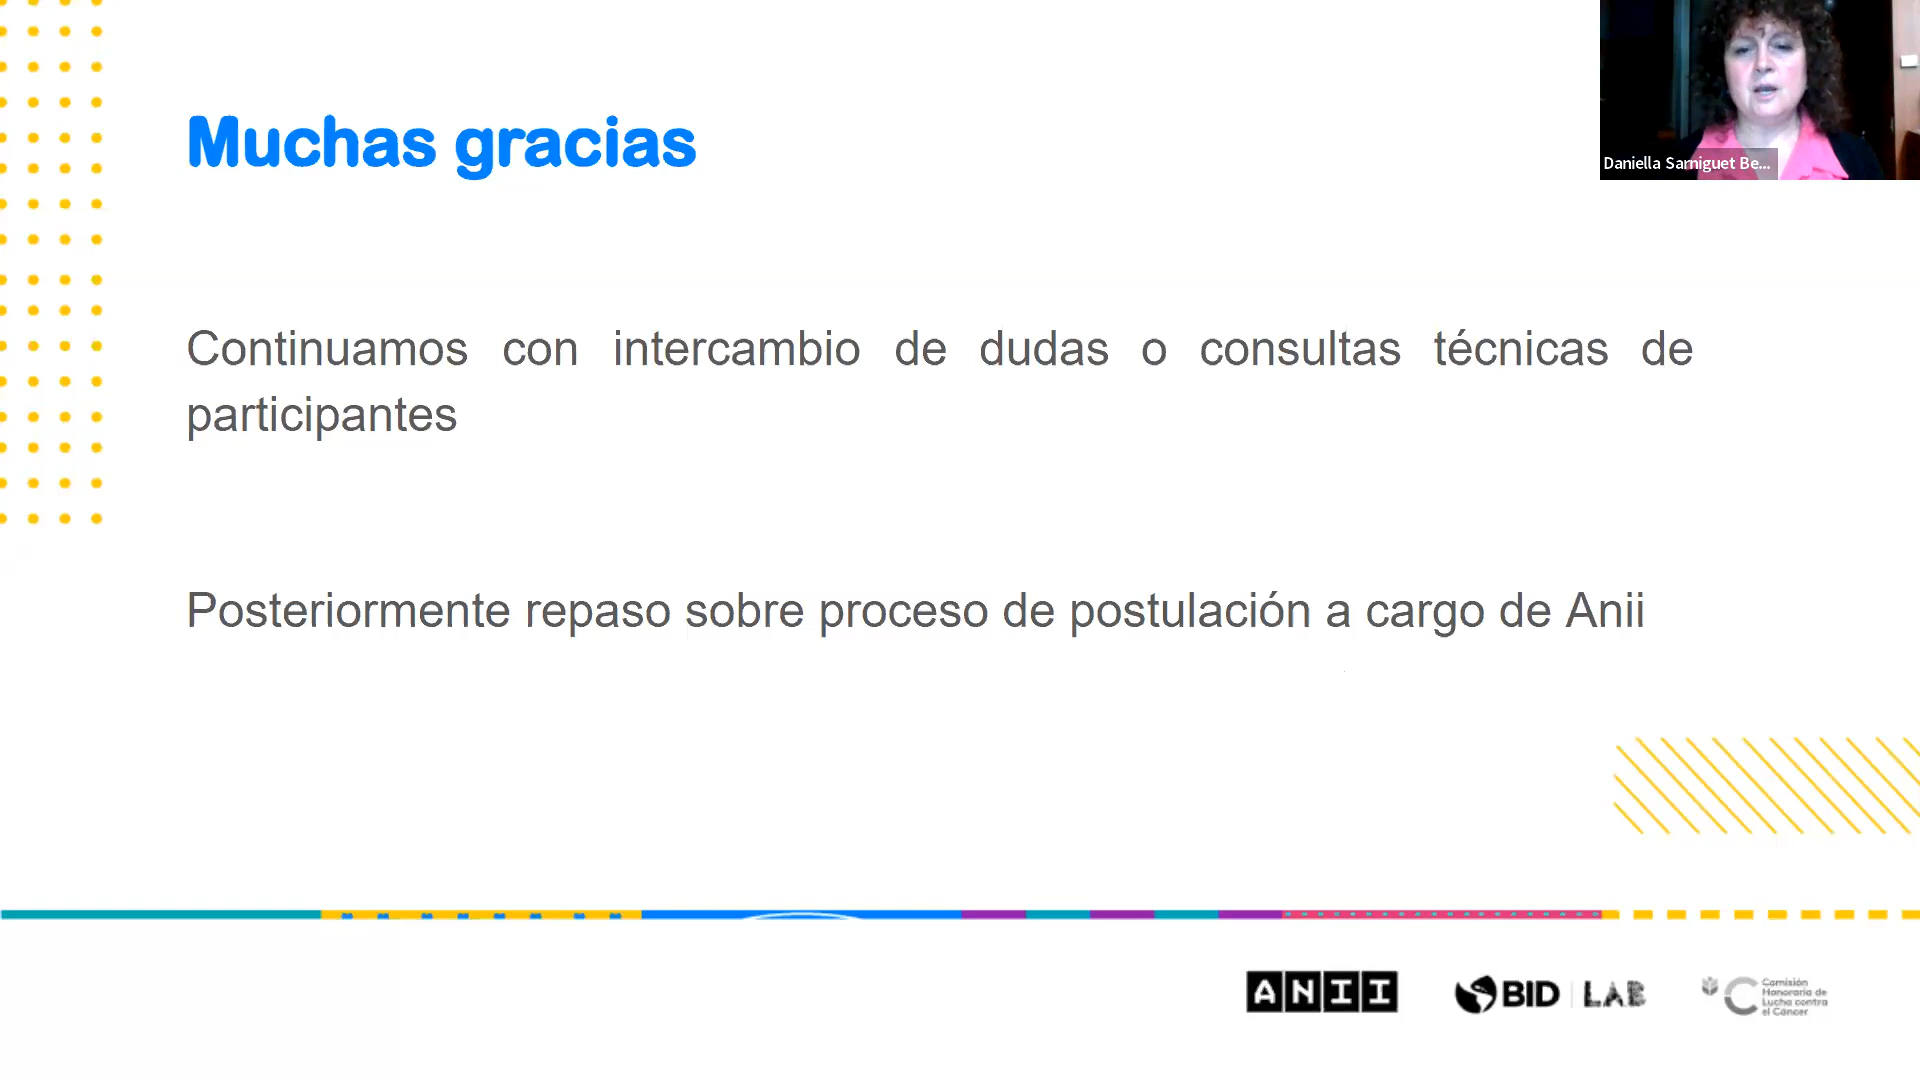 Muchas gracias
Daniella Sarniguet Be...
Continuamos con intercambio de dudas o consultas técnicas de
participantes
Posteriormente repaso sobre proceso de postulación a cargo de Anii
ANII
BID | LAB
Comisión
Honoraria de
Lucha contra
el Cáncer